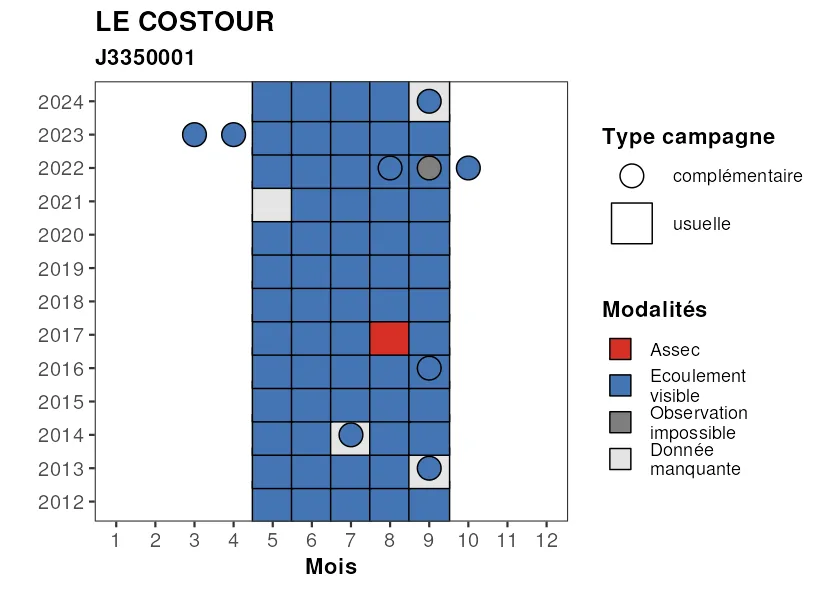 LE COSTOUR
J3350001
2024
2023
2022
2021
2020
2019
2018
2017
2016
2015
2014
2013
2012
1 2 3 4 5 6 7 8 9 10 11 12
Mois
Type campagne
complémentaire
usuelle
Modalités
Assec
Ecoulement
visible
Observation
impossible
Donnée
manquante